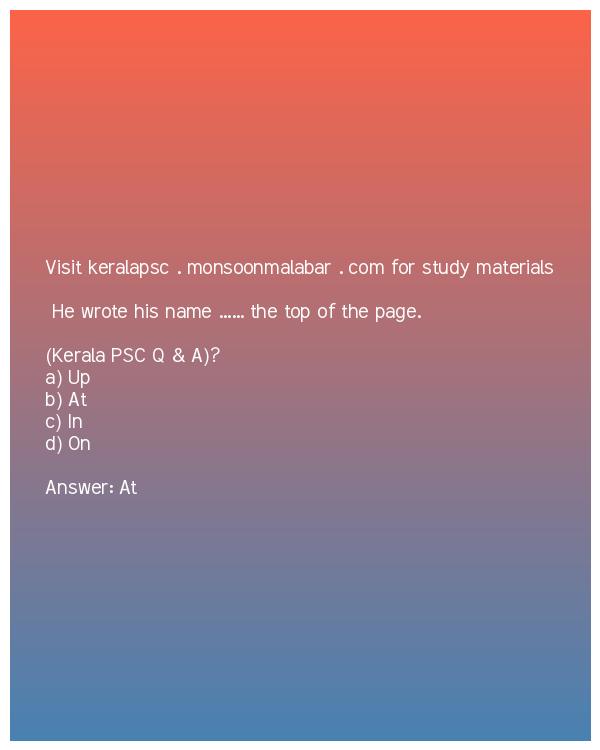 Visit keralapsc . monsoonmalabar . com for study materials
He wrote his name ...... the top of the page.
(Kerala PSC Q & A)?
a) Up
b) At
c) In
d) On
Answer: At